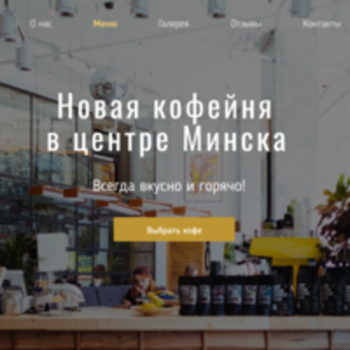 О нас Меню Галерея Отзывы Контакты
Новая кофейня
в центре Минска
Всегда вкусно и горячо!
Выбрать кофе